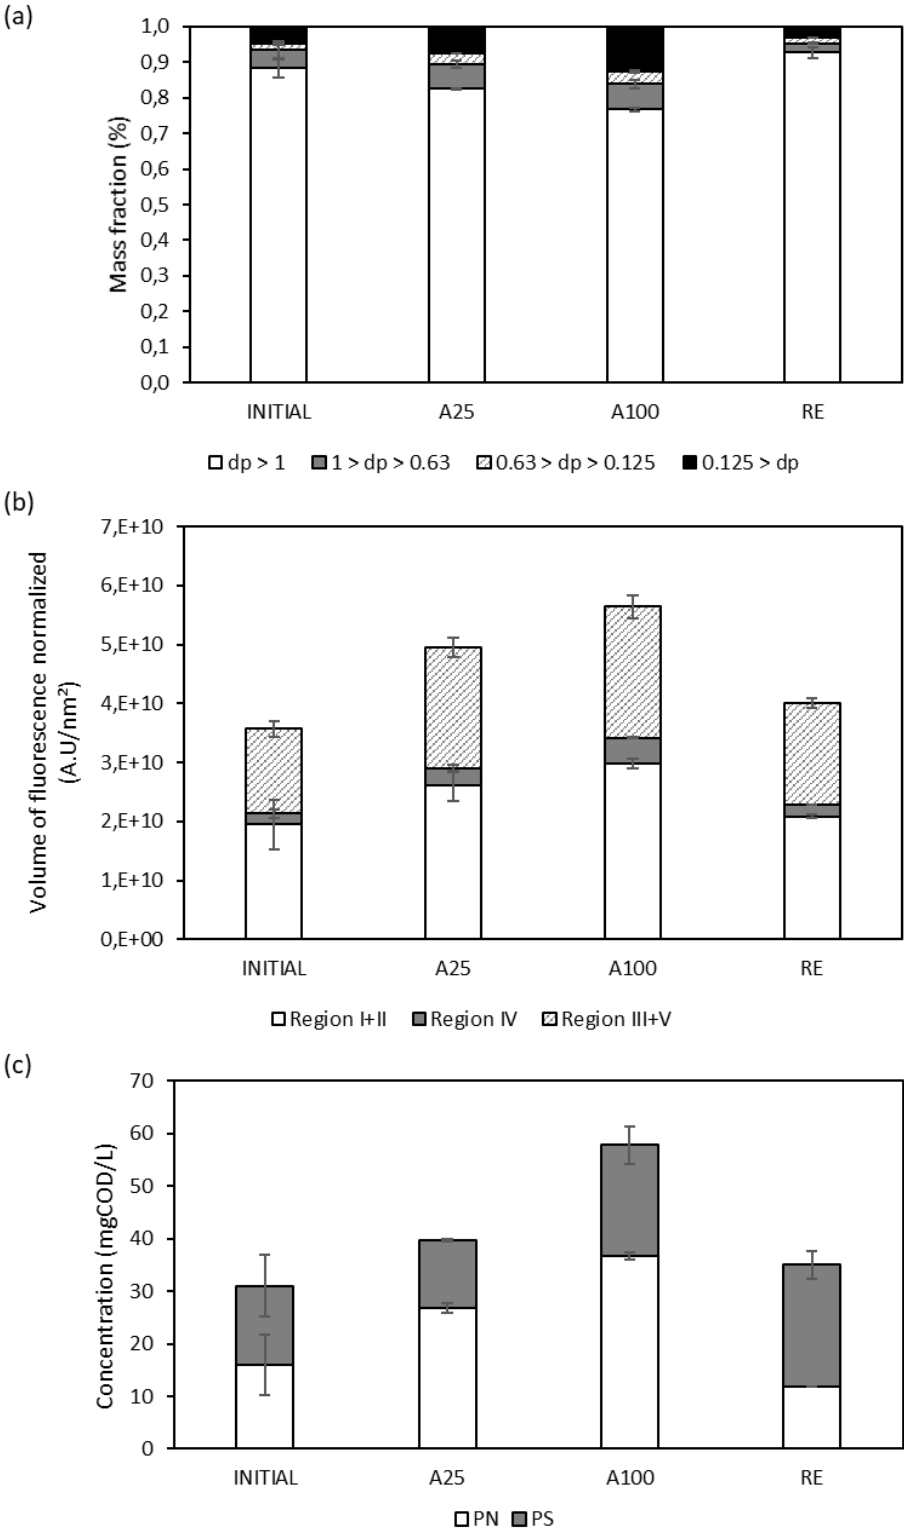 (a)
Mass fraction (%)
1,0
0,9
0,8
0,7
0,6
0,5
0,4
0,3
0,2
0,1
0,0
INITIAL A25 A100 RE
dp > 1 1 > dp > 0.63 0.63 > dp > 0.125 0.125 > dp
(b)
Volume of fluorescence normalized
(A.U/nm²)
7,E+10
6,E+10
5,E+10
4,E+10
3,E+10
2,E+10
1,E+10
0,E+00
INITIAL A25 A100 RE
Region I+II Region IV Region III+V
(c)
Concentration (mgCOD/L)
70
60
50
40
30
20
10
0
INITIAL A25 A100 RE
PN PS